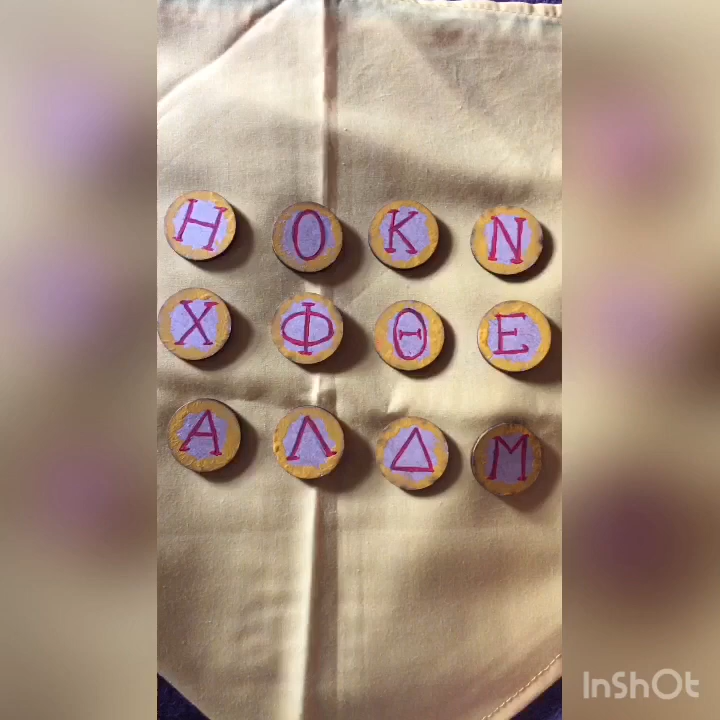 Η Ο Κ Ν
Χ Φ Θ Ε
Α Λ Δ Μ
InShOt